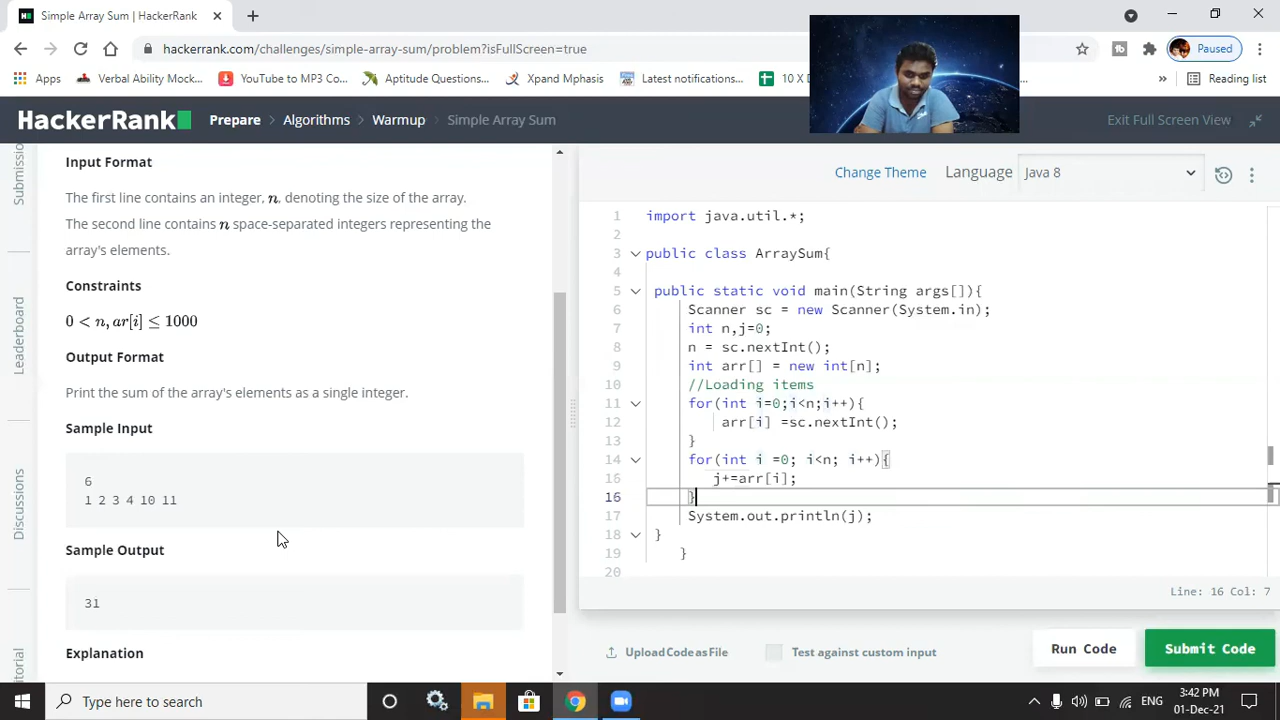 Simple Array Sum | HackerRank
hackerrank.com/challenges/simple-array-sum/problem?isFullScreen=true
Paused
Apps
Verbal Ability Mock...
YouTube to MP3 Co...
Aptitude Questions...
Xpand Mphasis
Latest notifications...
10 X D
»
Reading list
HackerRank
Prepare
Algorithms
Warmup
Simple Array Sum
Exit Full Screen View
Submissio
Leaderboard
Discussions
torial
Input Format
The first line contains an integer, n, denoting the size of the array.
The second line contains n space-separated integers representing the
array's elements.
Constraints
0 < n, ar[i] ≤ 1000
Output Format
Print the sum of the array's elements as a single integer.
Sample Input
6
1 2 3 4 10 11
Sample Output
31
Explanation
Change Theme
Language
Java 8
1 import java.util.*;
2
3 public class ArraySum{
4
5 public static void main(String args[]){
6 Scanner sc = new Scanner(System.in);
7 int n,j=0;
8 n = sc.nextInt();
9 int arr[] = new int[n];
10 //Loading items
11 for(int i=0;i<n;i++){
12 arr[i] =sc.nextInt();
13 }
14 for(int i =0; i<n; i++){
16 j+=arr[i];
16 }
17 System.out.println(j);
18 }
19 }
20
Line: 16 Col: 7
Upload Code as File
Test against custom input
Run Code
Submit Code
Type here to search
ENG
3:42 PM
01-Dec-21